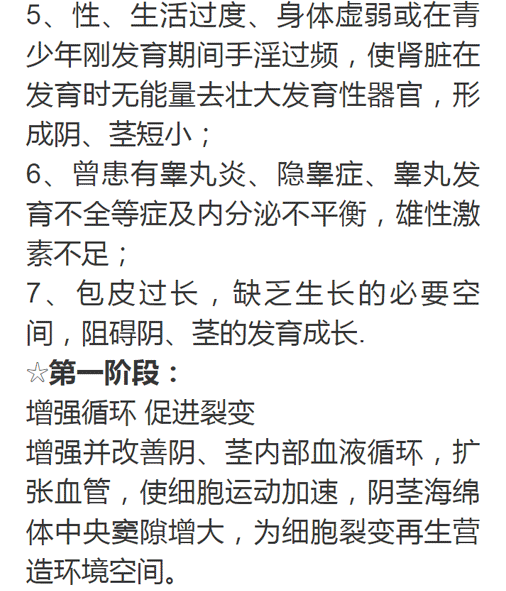 5、性、生活过度、身体虚弱或在青
少年刚发育期间手淫过频，使肾脏在
发育时无能量去壮大发育性器官，形
成阴、茎短小；
6、曾患有睾丸炎、隐睾症、睾丸发
育不全等症及内分泌不平衡，雄性激
素不足；
7、包皮过长，缺乏生长的必要空
间，阻碍阴、茎的发育成长.
☆第一阶段：
增强循环 促进裂变
增强并改善阴、茎内部血液循环，扩
张血管，使细胞运动加速，阴茎海绵
体中央窦隙增大，为细胞裂变再生营
造环境空间。